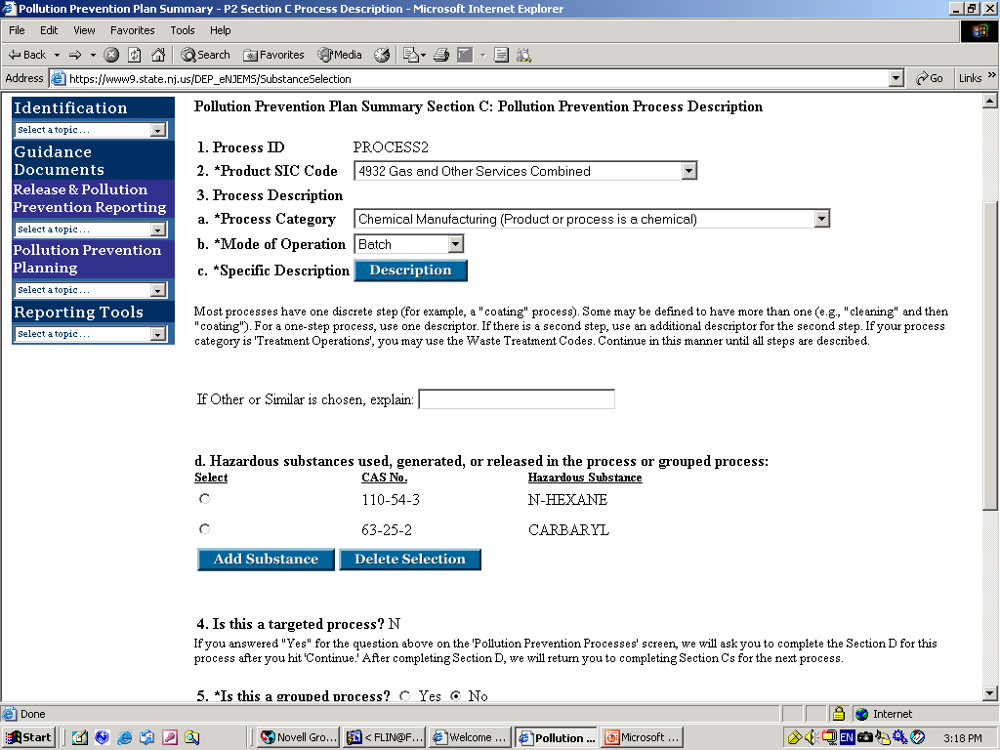 Pollution Prevention Plan Summary - P2 Section C Process Description - Microsoft Internet Explorer
File Edit View Favorites Tools Help
Back Search Favorites Media
Address https://www9.state.nj.us/DEP_eNJEMS/SubstanceSelection Go Links »
Identification
Select a topic...
Guidance
Documents
Release & Pollution
Prevention Reporting
Select a topic...
Pollution Prevention
Planning
Select a topic...
Reporting Tools
Select a topic...
Pollution Prevention Plan Summary Section C: Pollution Prevention Process Description
1. Process ID PROCESS2
2. *Product SIC Code 4932 Gas and Other Services Combined
3. Process Description
a. *Process Category Chemical Manufacturing (Product or process is a chemical)
b. *Mode of Operation Batch
c. *Specific Description Description
Most processes have one discrete step (for example, a "coating" process). Some may be defined to have more than one (e.g., "cleaning" and then
"coating"). For a one-step process, use one descriptor. If there is a second step, use an additional descriptor for the second step. If your process
category is 'Treatment Operations', you may use the Waste Treatment Codes. Continue in this manner until all steps are described.
If Other or Similar is chosen, explain:
d. Hazardous substances used, generated, or released in the process or grouped process:
Select CAS No. Hazardous Substance
110-54-3 N-HEXANE
63-25-2 CARBARYL
Add Substance Delete Selection
4. Is this a targeted process? N
If you answered "Yes" for the question above on the 'Pollution Prevention Processes' screen, we will ask you to complete the Section D for this
process after you hit 'Continue.' After completing Section D, we will return you to completing Section Cs for the next process.
5. *Is this a grouped process? Yes No
Done Internet
Start Novell Gro... < FLIN@F... Welcome ... Pollution ... Microsoft ... EN 3:18 PM